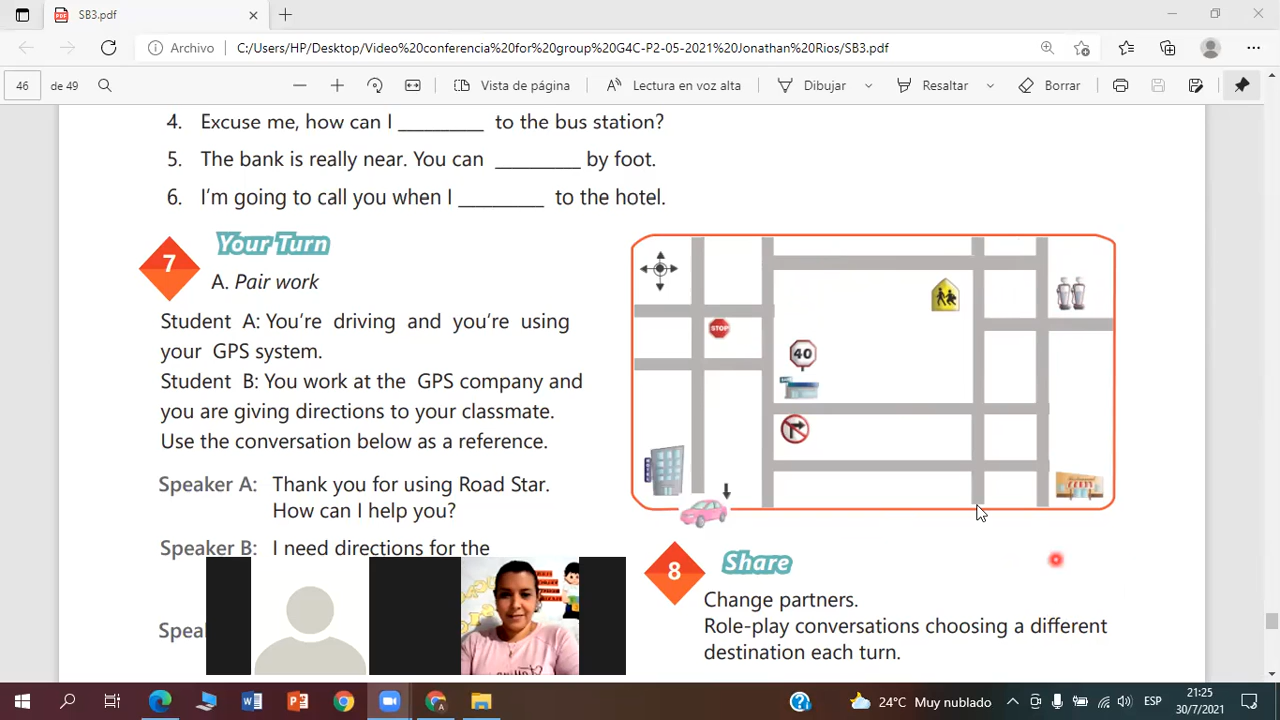 SB3.pdf
Archivo
C:/Users/HP/Desktop/Video%20conferencia%20for%20group%20G4C-P2-05-2021%20Jonathan%20Rios/SB3.pdf
46 de 49
Vista de página
Lectura en voz alta
Dibujar
Resaltar
Borrar
4. Excuse me, how can I __________ to the bus station?
5. The bank is really near. You can __________ by foot.
6. I'm going to call you when I __________ to the hotel.
7 Your Turn
A. Pair work
Student A: You're driving and you're using
your GPS system.
Student B: You work at the GPS company and
you are giving directions to your classmate.
Use the conversation below as a reference.
Speaker A: Thank you for using Road Star.
How can I help you?
Speaker B: I need directions for the
STOP
40
8 Share
Change partners.
Role-play conversations choosing a different
destination each turn.
24°C Muy nublado
ESP
21:25
30/7/2021